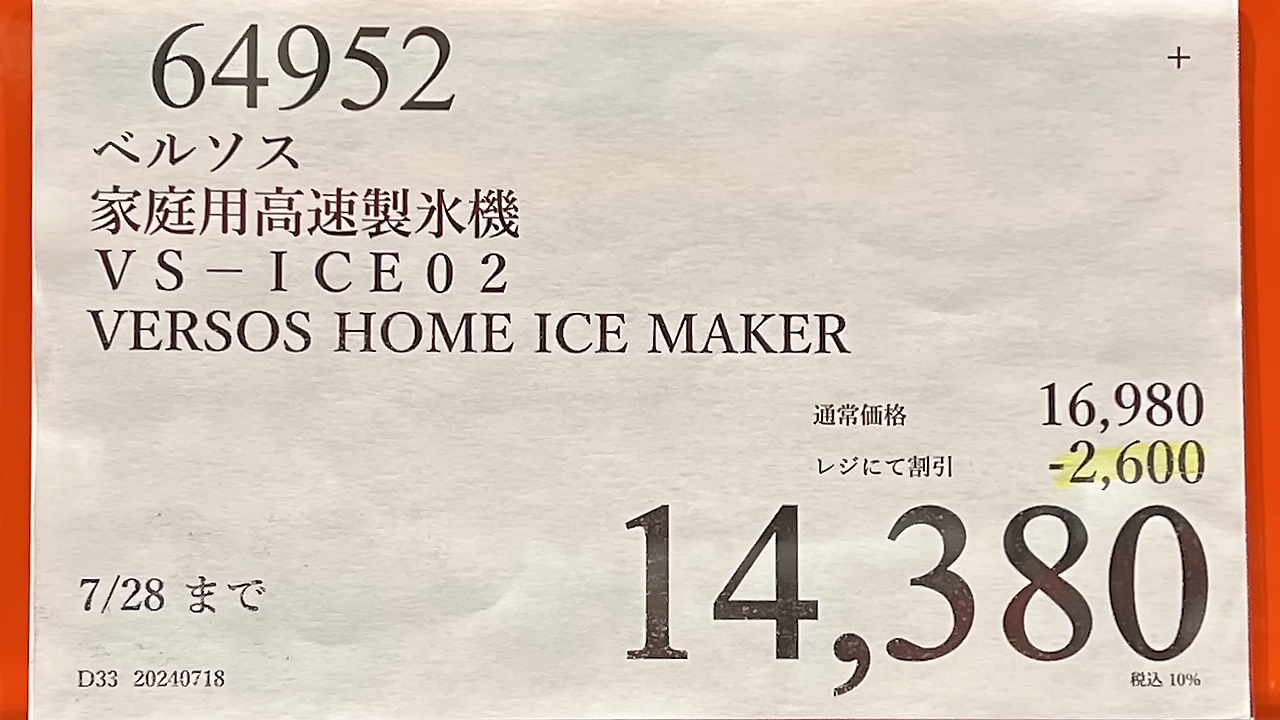 64952
+
ベルソス
家庭用高速製氷機
ＶＳ－ＩＣＥ０２
VERSOS HOME ICE MAKER
通常価格 16,980
レジにて割引 -2,600
14,380
7/28 まで
D33 20240718
税込 10%